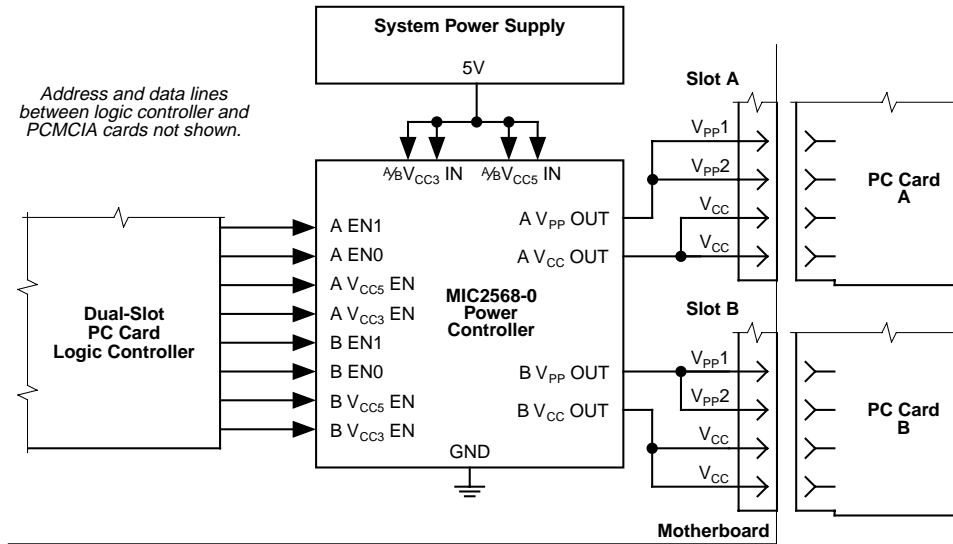 System Power Supply
5V
Address and data lines
between logic controller and
PCMCIA cards not shown.
A/BVCC3 IN
A/BVCC5 IN
Dual-Slot
PC Card
Logic Controller
A EN1
A EN0
A VCC5 EN
A VCC3 EN
B EN1
B EN0
B VCC5 EN
B VCC3 EN
MIC2568-0
Power
Controller
A VPP OUT
A VCC OUT
B VPP OUT
B VCC OUT
GND
Slot A
VPP1
VPP2
VCC
VCC
PC Card
A
Slot B
VPP1
VPP2
VCC
VCC
PC Card
B
Motherboard